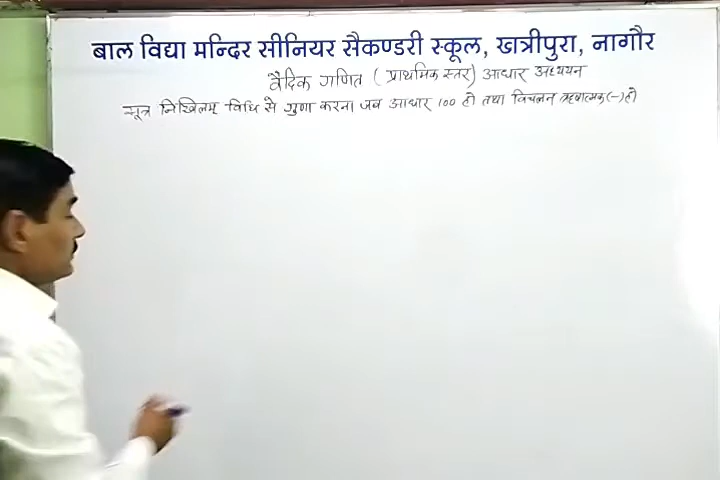 बाल विद्या मन्दिर सीनियर सैकण्डरी स्कूल, खत्रीपुरा, नागौर
वैदिक गणित ( प्राथमिक स्तर) आधार अध्ययन
सूत्र निखिलम् विधि से गुणा करना जब आधार 100 हो तथा विचलन ऋणात्मक(-) हो